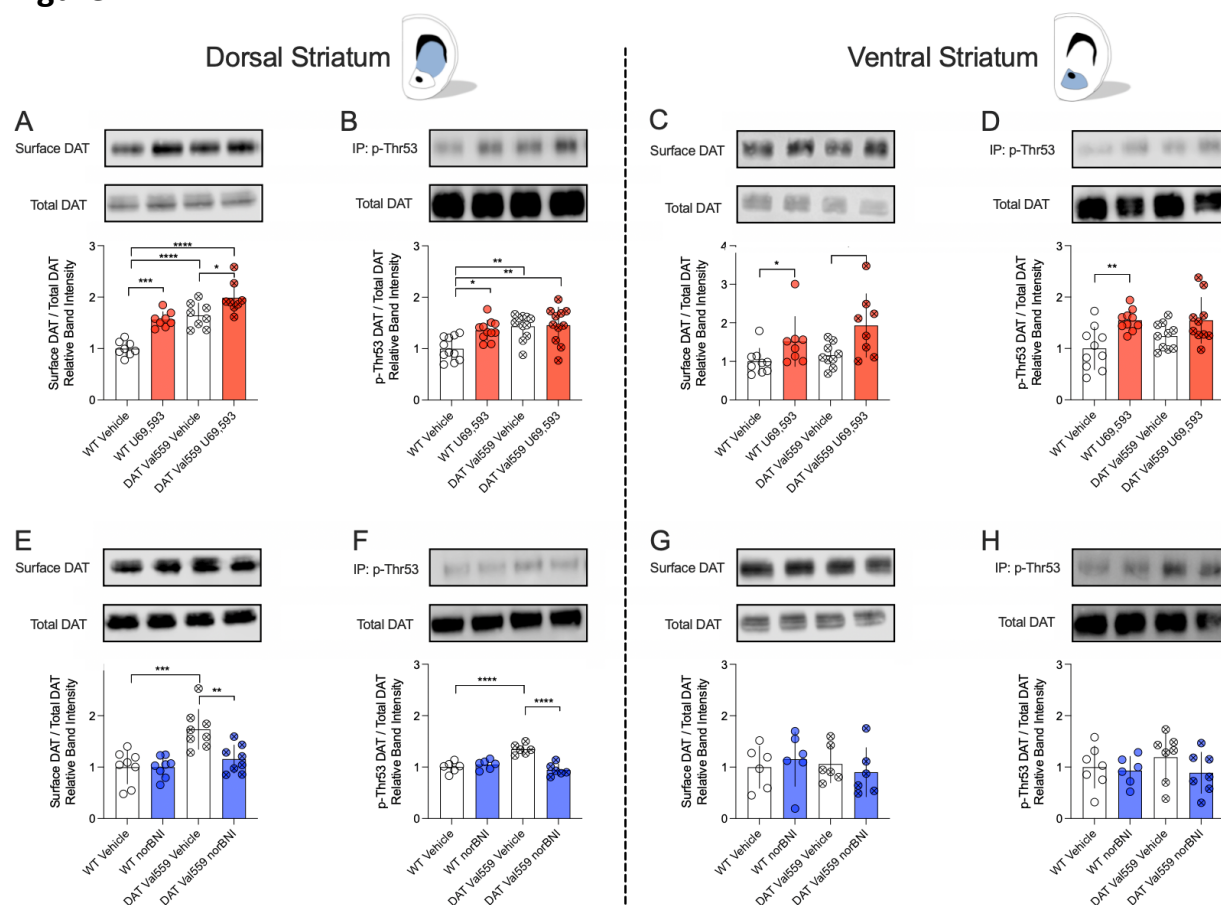 Dorsal Striatum
Ventral Striatum
A
Surface DAT
Total DAT
Surface DAT / Total DAT
Relative Band Intensity
3
2
1
0
****
****
***
*
WT Vehicle
WT U69,593
DAT Val559 Vehicle
DAT Val559 U69,593
B
IP: p-Thr53
Total DAT
p-Thr53 DAT / Total DAT
Relative Band Intensity
3
2
1
0
**
**
*
WT Vehicle
WT U69,593
DAT Val559 Vehicle
DAT Val559 U69,593
C
Surface DAT
Total DAT
Surface DAT / Total DAT
Relative Band Intensity
4
3
2
1
0
*
WT Vehicle
WT U69,593
DAT Val559 Vehicle
DAT Val559 U69,593
D
IP: p-Thr53
Total DAT
p-Thr53 DAT / Total DAT
Relative Band Intensity
3
2
1
0
**
WT Vehicle
WT U69,593
DAT Val559 Vehicle
DAT Val559 U69,593
E
Surface DAT
Total DAT
Surface DAT / Total DAT
Relative Band Intensity
2
1
0
***
**
WT Vehicle
WT norBNI
DAT Val559 Vehicle
DAT Val559 norBNI
F
IP: p-Thr53
Total DAT
p-Thr53 DAT / Total DAT
Relative Band Intensity
3
2
1
0
****
****
WT Vehicle
WT norBNI
DAT Val559 Vehicle
DAT Val559 norBNI
G
Surface DAT
Total DAT
Surface DAT / Total DAT
Relative Band Intensity
3
2
1
0
WT Vehicle
WT norBNI
DAT Val559 Vehicle
DAT Val559 norBNI
H
IP: p-Thr53
Total DAT
p-Thr53 DAT / Total DAT
Relative Band Intensity
3
2
1
0
WT Vehicle
WT norBNI
DAT Val559 Vehicle
DAT Val559 norBNI